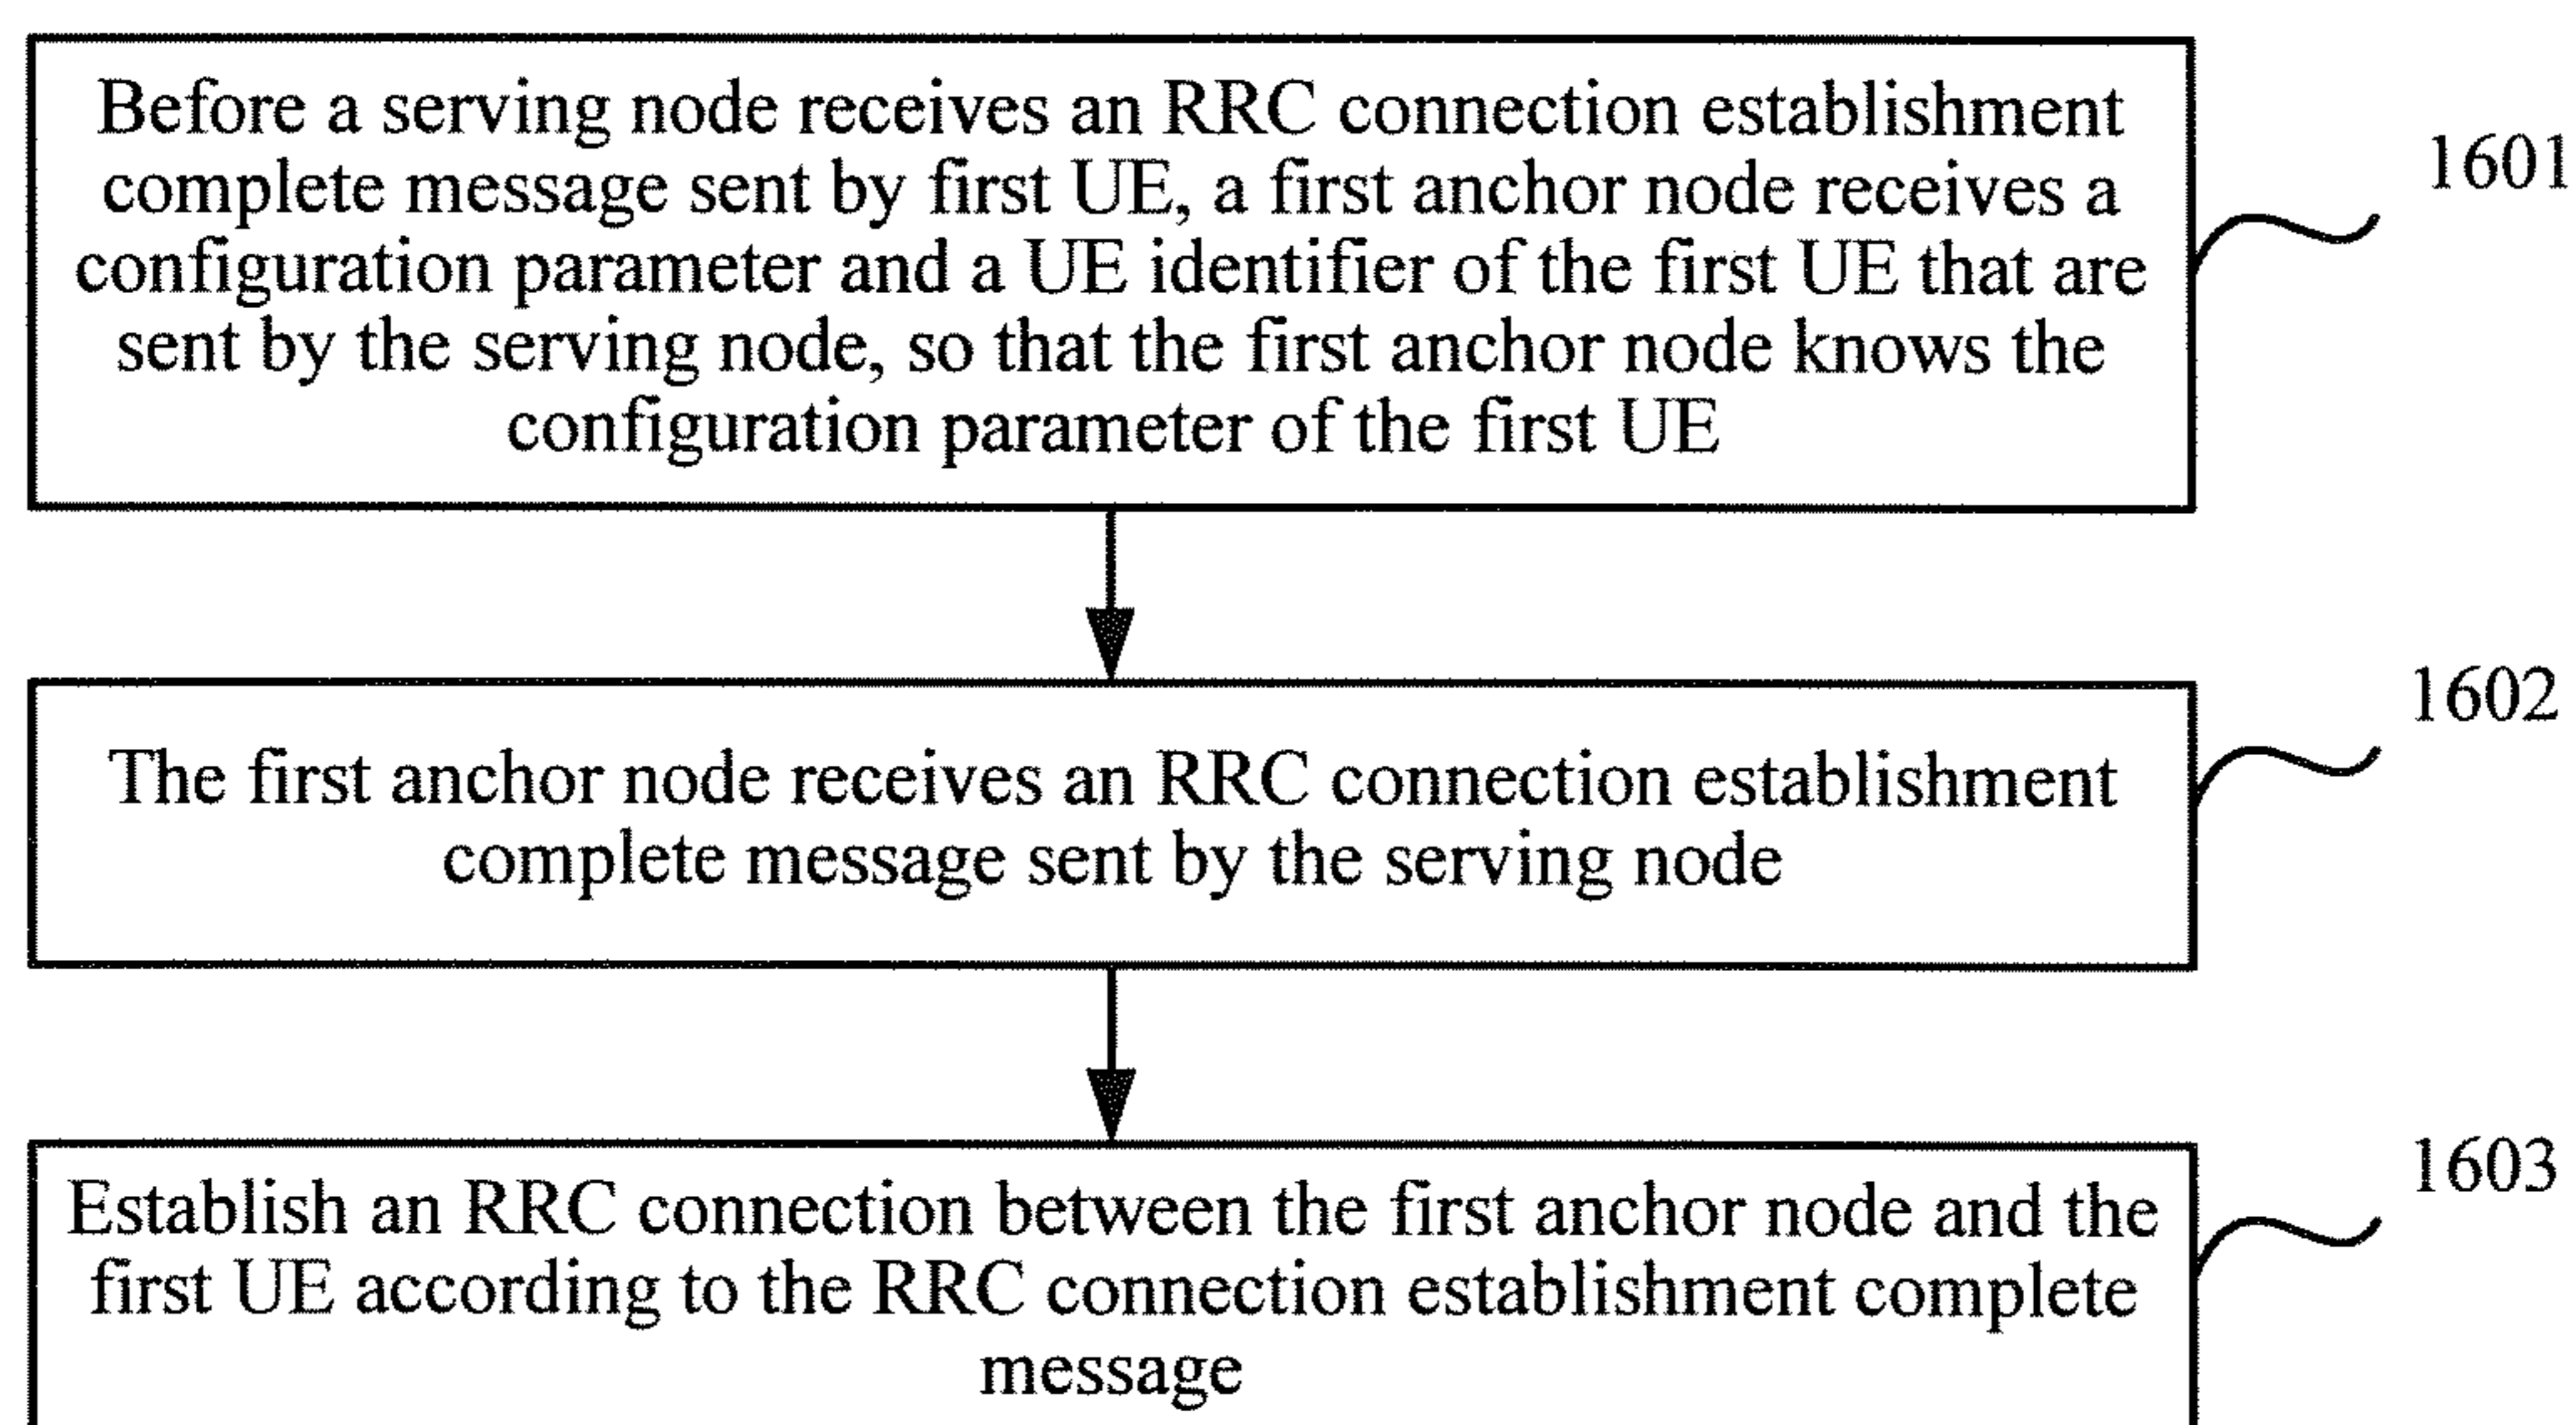 Before a serving node receives an RRC connection establishment
complete message sent by first UE, a first anchor node receives a
configuration parameter and a UE identifier of the first UE that are
sent by the serving node, so that the first anchor node knows the
configuration parameter of the first UE
1601
The first anchor node receives an RRC connection establishment
complete message sent by the serving node
1602
Establish an RRC connection between the first anchor node and the
first UE according to the RRC connection establishment complete
message
1603